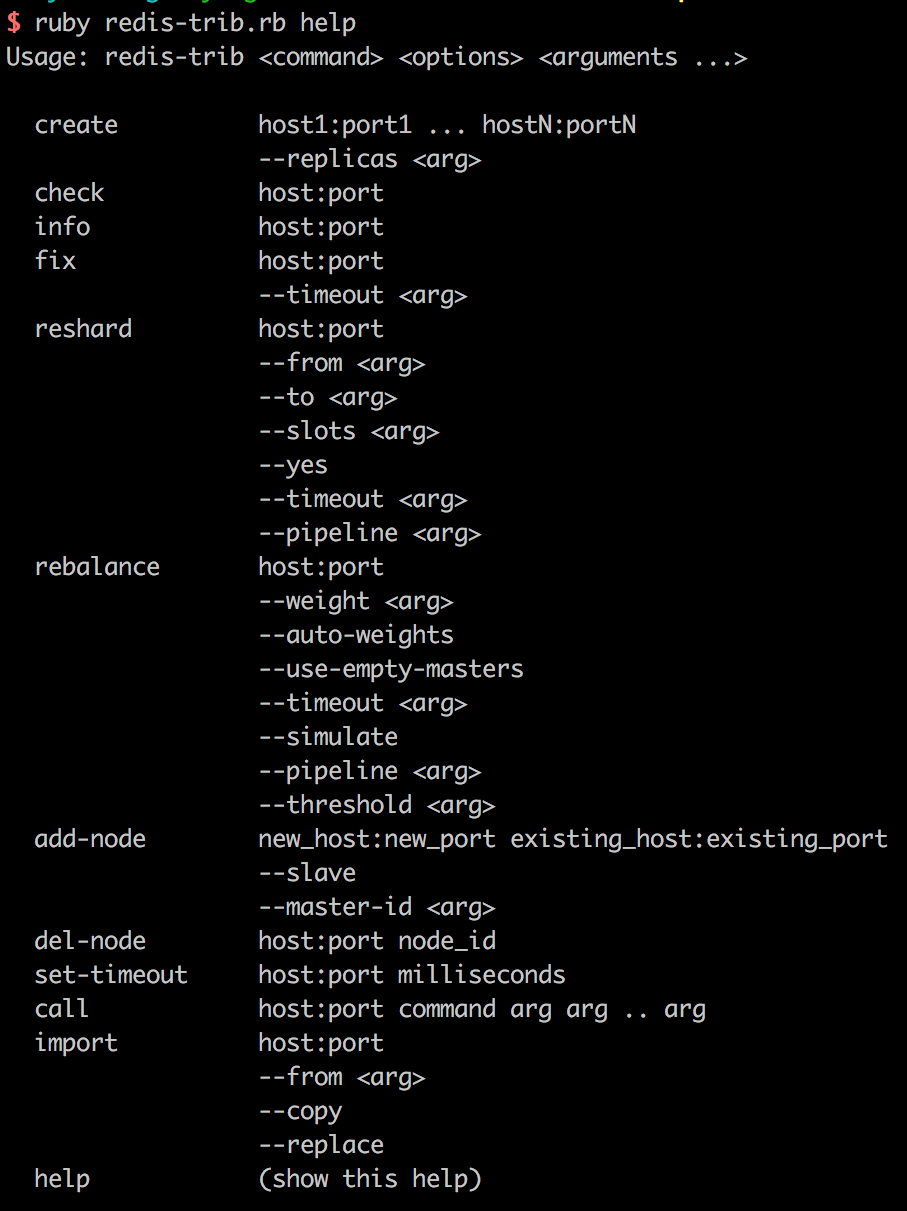 $ ruby redis-trib.rb help
Usage: redis-trib <command> <options> <arguments ...>

  create          host1:port1 ... hostN:portN
                  --replicas <arg>
  check           host:port
  info            host:port
  fix             host:port
                  --timeout <arg>
  reshard         host:port
                  --from <arg>
                  --to <arg>
                  --slots <arg>
                  --yes
                  --timeout <arg>
                  --pipeline <arg>
  rebalance       host:port
                  --weight <arg>
                  --auto-weights
                  --use-empty-masters
                  --timeout <arg>
                  --simulate
                  --pipeline <arg>
                  --threshold <arg>
  add-node        new_host:new_port existing_host:existing_port
                  --slave
                  --master-id <arg>
  del-node        host:port node_id
  set-timeout     host:port milliseconds
  call            host:port command arg arg .. arg
  import          host:port
                  --from <arg>
                  --copy
                  --replace
  help            (show this help)